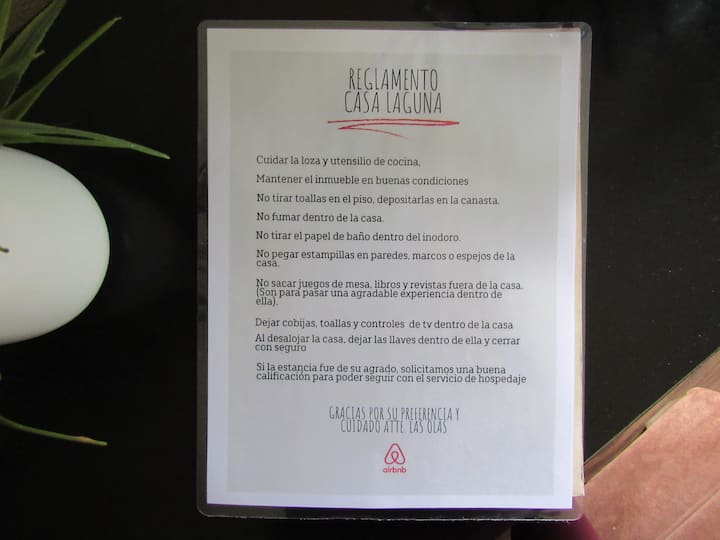 REGLAMENTO
CASA LAGUNA
Cuidar la loza y utensilio de cocina,
Mantener el inmueble en buenas condiciones
No tirar toallas en el piso, depositarlas en la canasta.
No fumar dentro de la casa.
No tirar el papel de baño dentro del inodoro.
No pegar estampillas en paredes, marcos o espejos de la
casa.
No sacar juegos de mesa, libros y revistas fuera de la casa.
(Son para pasar una agradable experiencia dentro de
ella).
Dejar cobijas, toallas y controles de tv dentro de la casa
Al desalojar la casa, dejar las llaves dentro de ella y cerrar
con seguro
Si la estancia fue de su agrado, solicitamos una buena
calificación para poder seguir con el servicio de hospedaje
GRACIAS POR SU PREFERENCIA Y
CUIDADO ATTE. LAS OLAS
airbnb